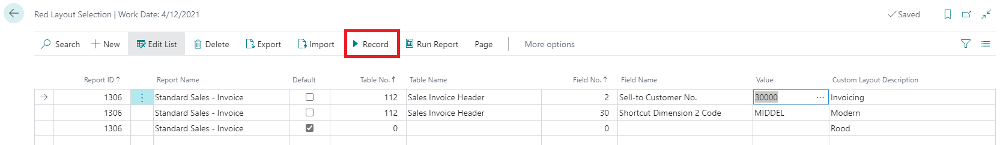 Red Layout Selection | Work Date: 4/12/2021 Saved
Search New Edit List Delete Export Import Record Run Report Page More options
Report ID ↑ Report Name Default Table No. ↑ Table Name Field No. ↑ Field Name Value Custom Layout Description
1306 Standard Sales - Invoice 112 Sales Invoice Header 2 Sell-to Customer No. 30000 ... Invoicing
1306 Standard Sales - Invoice 112 Sales Invoice Header 30 Shortcut Dimension 2 Code MIDDEL Modern
1306 Standard Sales - Invoice 0 0 Rood